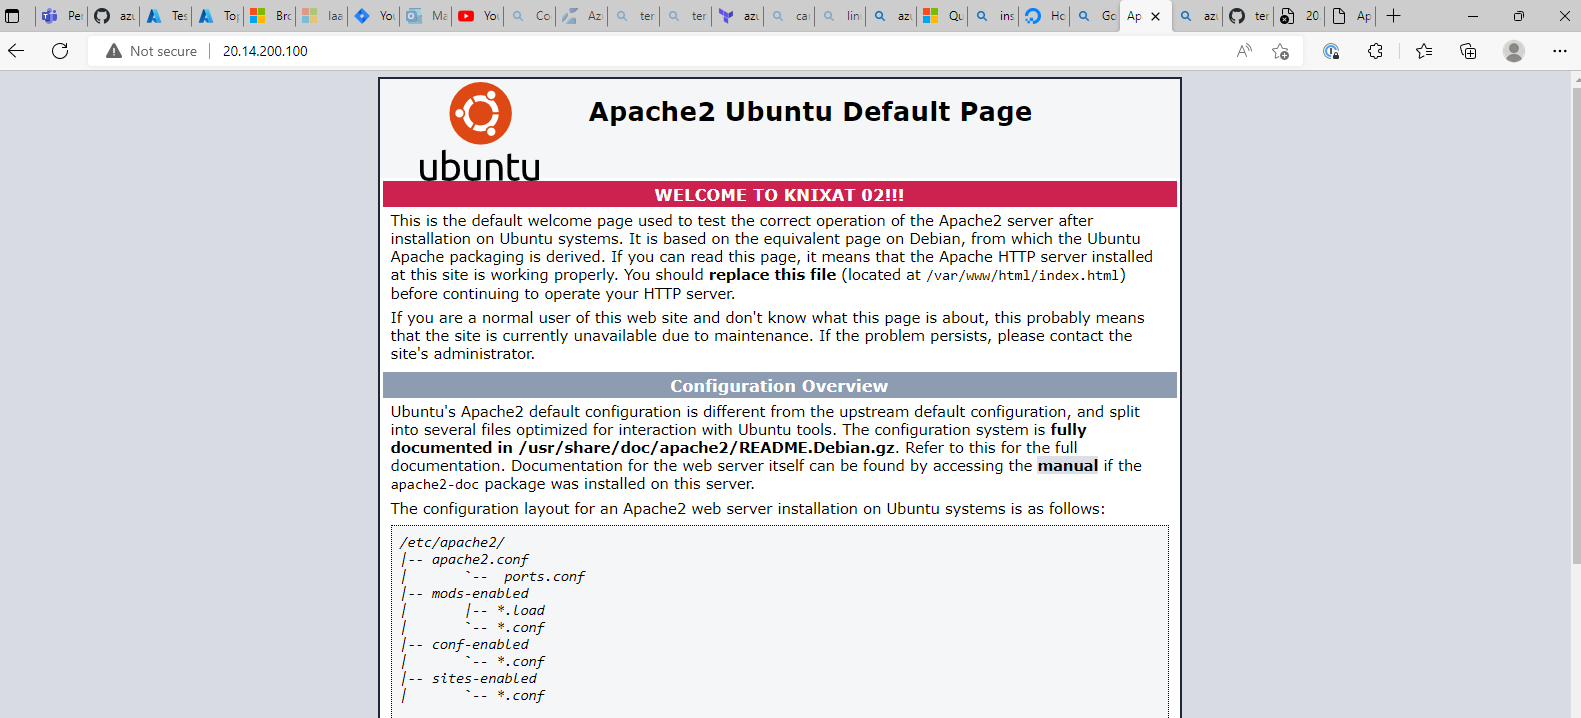 Per
azu
Tes
Top
Bro
Iaa
You
Ma
You
Co
Az
ter
ter
azu
ca
lin
azu
Qu
ins
Ho
Go
Ap
azu
ter
20
Ap
Not secure 20.14.200.100
ubuntu
Apache2 Ubuntu Default Page
WELCOME TO KNIXAT 02!!!
This is the default welcome page used to test the correct operation of the Apache2 server after
installation on Ubuntu systems. It is based on the equivalent page on Debian, from which the Ubuntu
Apache packaging is derived. If you can read this page, it means that the Apache HTTP server installed
at this site is working properly. You should replace this file (located at /var/www/html/index.html)
before continuing to operate your HTTP server.
If you are a normal user of this web site and don't know what this page is about, this probably means
that the site is currently unavailable due to maintenance. If the problem persists, please contact the
site's administrator.
Configuration Overview
Ubuntu's Apache2 default configuration is different from the upstream default configuration, and split
into several files optimized for interaction with Ubuntu tools. The configuration system is fully
documented in /usr/share/doc/apache2/README.Debian.gz. Refer to this for the full
documentation. Documentation for the web server itself can be found by accessing the manual if the
apache2-doc package was installed on this server.
The configuration layout for an Apache2 web server installation on Ubuntu systems is as follows:
/etc/apache2/
|-- apache2.conf
|       `--  ports.conf
|-- mods-enabled
|       |-- *.load
|       `-- *.conf
|-- conf-enabled
|       `-- *.conf
|-- sites-enabled
|       `-- *.conf